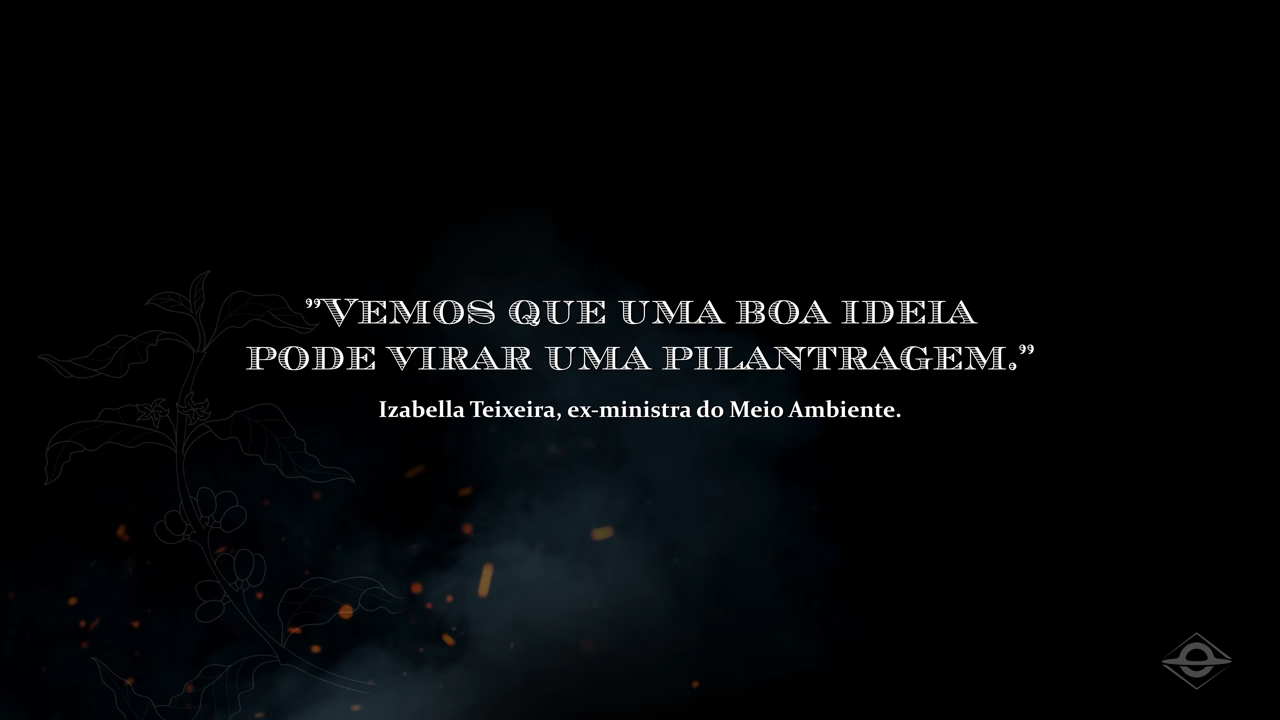 ”Vemos que uma boa ideia
pode virar uma pilantragem.”
Izabella Teixeira, ex-ministra do Meio Ambiente.